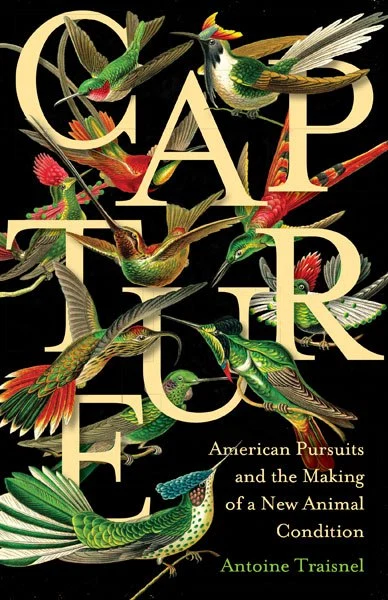 CAP
TUR
E
American Pursuits
and the Making
of a New Animal
Condition
Antoine Traisnel